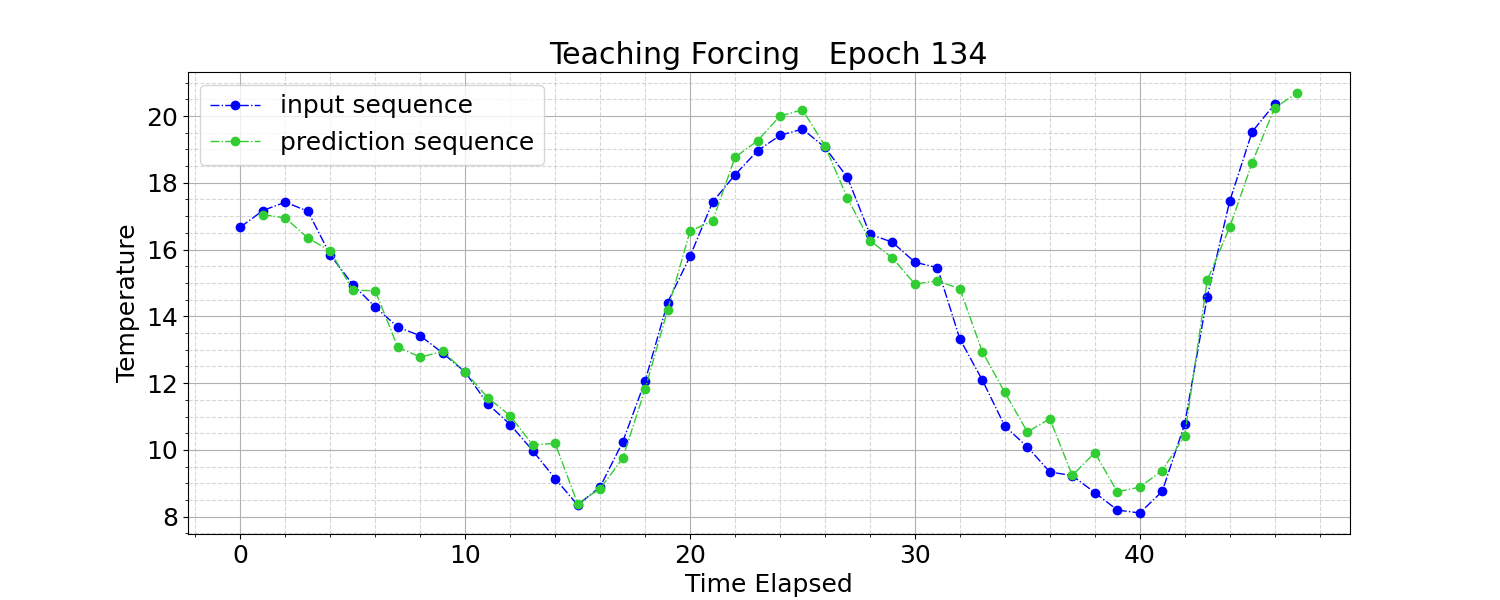 Teaching Forcing   Epoch 134
input sequence
prediction sequence
Temperature
20
18
16
14
12
10
8
0 10 20 30 40
Time Elapsed